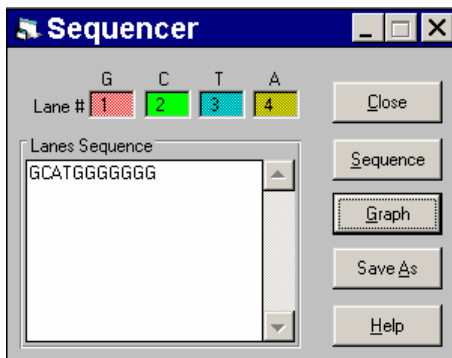 Sequencer
G C T A
Lane # 1 2 3 4
Close
Lanes Sequence
GCATGGGGGGG
Sequence
Graph
Save As
Help